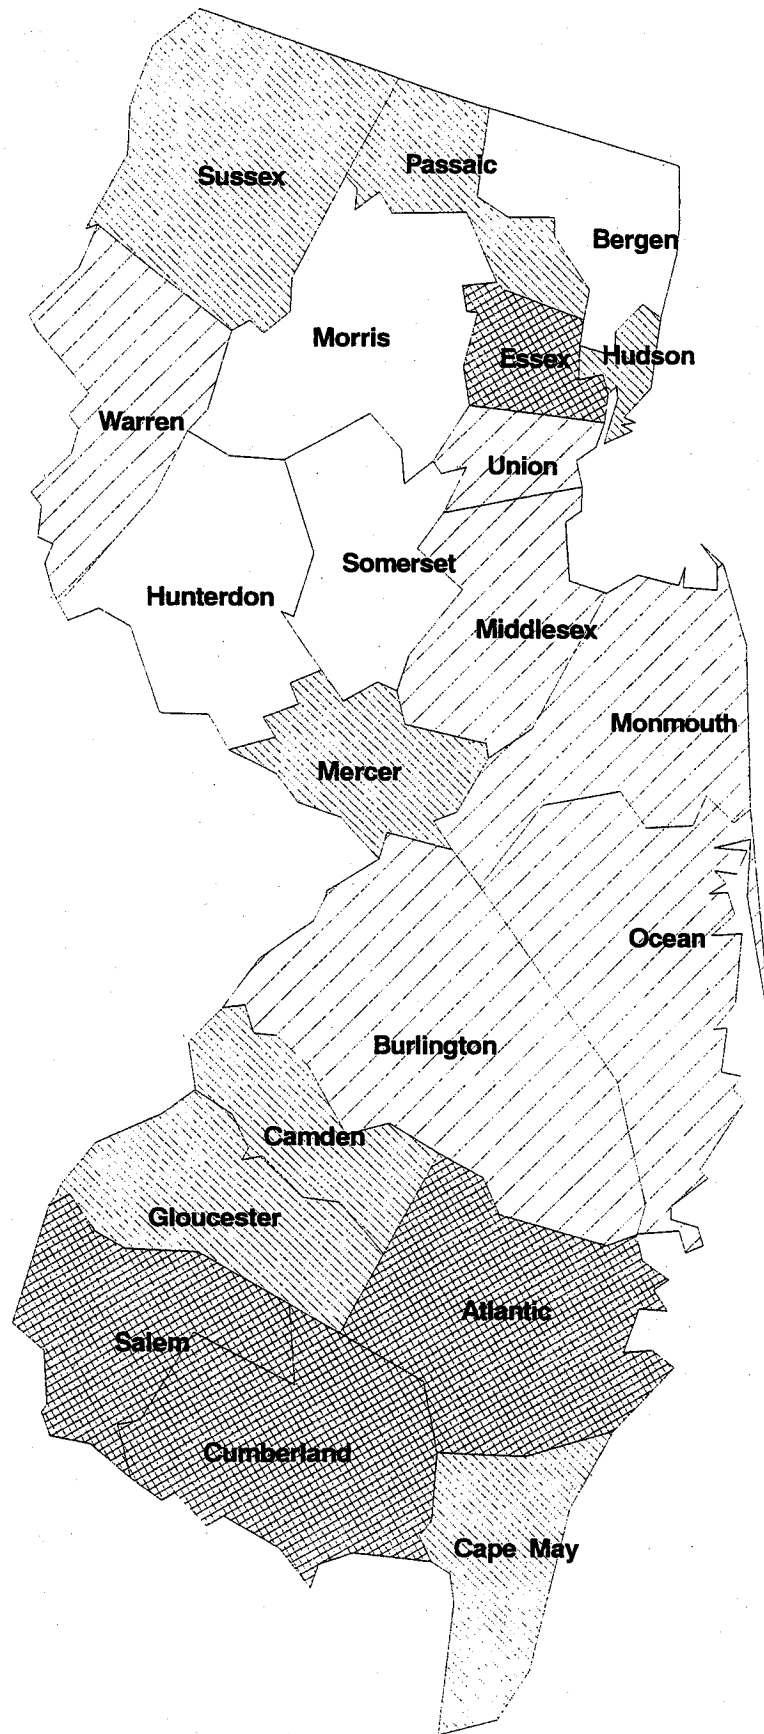 Passaic
Sussex
Bergen
Morris
Essex
Hudson
Warren
Union
Somerset
Hunterdon
Middlesex
Monmouth
Mercer
Ocean
Burlington
Camden
Gloucester
Atlantic
Salem
Cumberland
Cape May